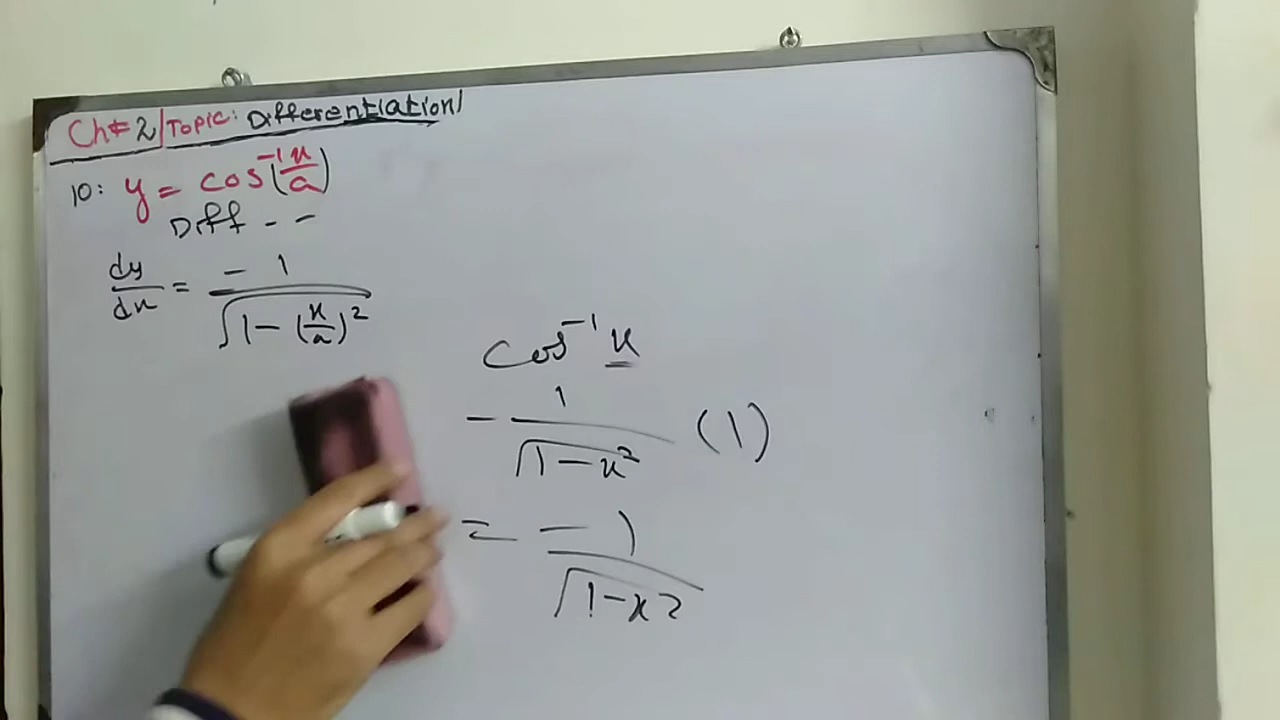 Ch# 2/Topic: Differentiation/
10: y = cos⁻¹(x/a)
Diff - -
dy/dx = -1/√(1-(x/a)²)
cos⁻¹ x
- 1/√(1-x²) (1)
= -1/√(1-x2)